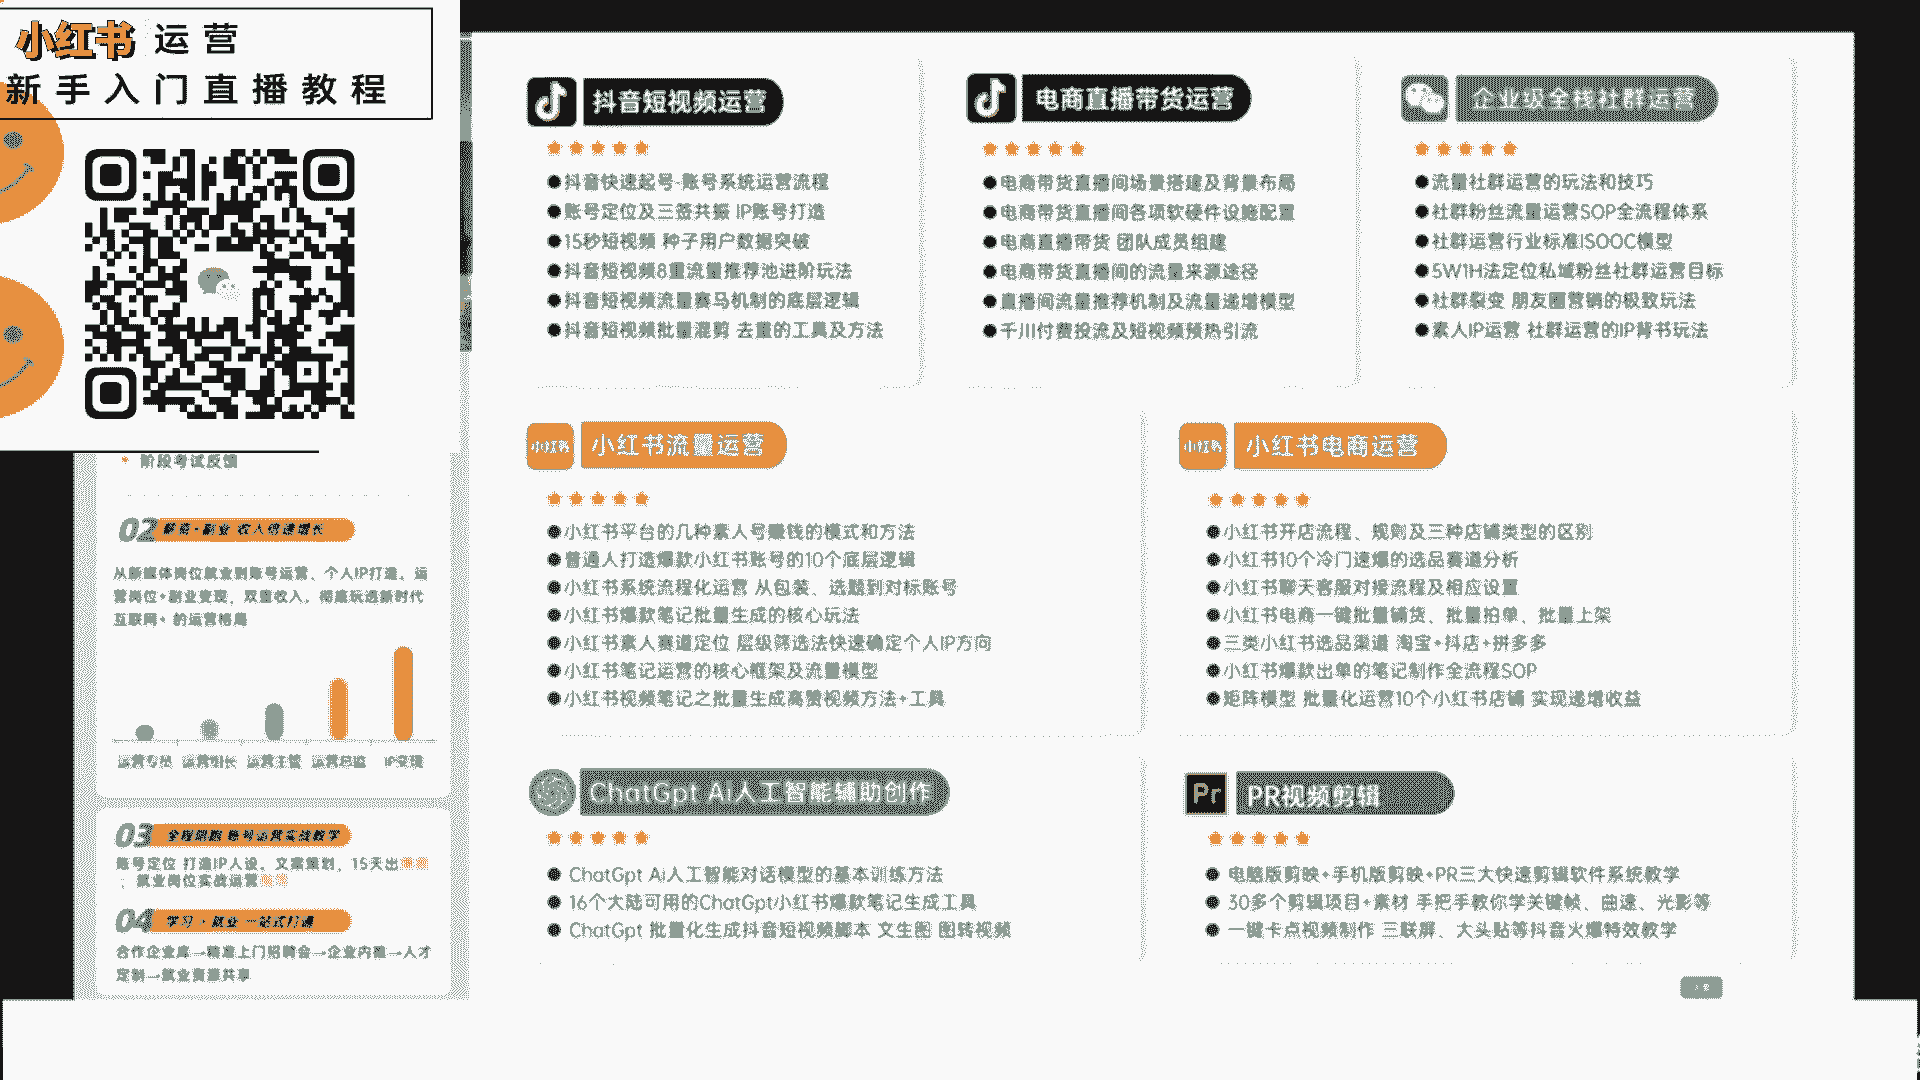 小红书 运营
新手入门直播教程
阶段考试反馈
02 薪资·副业 收入倍速增长
从新媒体岗位就业到账号运营、个人IP打造，运
营岗位+副业变现，双重收入，彻底玩透新时代
互联网+ 的运营格局
运营专员 运营组长 运营主管 运营总监 IP变现
03 全程陪跑 账号运营实战教学
账号定位 打造IP人设，文案策划，15天出
就业岗位实战运营
04 学习·就业 一站式打通
合作企业库→精准上门招聘会→企业内推→人才
定制→就业资源共享
抖音短视频运营
抖音快速起号-账号系统运营流程
账号定位及三签共振 IP账号打造
15秒短视频 种子用户数据突破
抖音短视频8重流量推荐池进阶玩法
抖音短视频流量赛马机制的底层逻辑
抖音短视频批量混剪 去重的工具及方法
电商直播带货运营
电商带货直播间场景搭建及背景布局
电商带货直播间各项软硬件设施配置
电商直播带货 团队成员组建
电商带货直播间的流量来源途径
直播间流量推荐机制及流量递增模型
千川付费投流及短视频预热引流
企业级全栈社群运营
流量社群运营的玩法和技巧
社群粉丝流量运营SOP全流程体系
社群运营行业标准ISOOC模型
5W1H法定位私域粉丝社群运营目标
社群裂变 朋友圈营销的极致玩法
素人IP运营 社群运营的IP背书玩法
小红书 小红书流量运营
小红书平台的几种素人号赚钱的模式和方法
普通人打造爆款小红书账号的10个底层逻辑
小红书系统流程化运营 从包装、选题到对标账号
小红书爆款笔记批量生成的核心玩法
小红书素人赛道定位 层级筛选法快速确定个人IP方向
小红书笔记运营的核心框架及流量模型
小红书视频笔记之批量生成高赞视频方法+工具
小红书 小红书电商运营
小红书开店流程、规则及三种店铺类型的区别
小红书10个冷门速爆的选品赛道分析
小红书聊天客服对接流程及相应设置
小红书电商一键批量铺货、批量拍单、批量上架
三类小红书选品渠道 淘宝+抖店+拼多多
小红书爆款出单的笔记制作全流程SOP
矩阵模型 批量化运营10个小红书店铺 实现递增收益
ChatGpt Ai人工智能辅助创作
ChatGpt Ai人工智能对话模型的基本训练方法
16个大陆可用的ChatGpt小红书爆款笔记生成工具
ChatGpt 批量化生成抖音短视频脚本 文生图 图转视频
Pr PR视频剪辑
电脑版剪映+手机版剪映+PR三大快速剪辑软件系统教学
30多个剪辑项目+素材 手把手教你学关键帧、曲速、光影等
一键卡点视频制作 三联屏、大头贴等抖音火爆特效教学